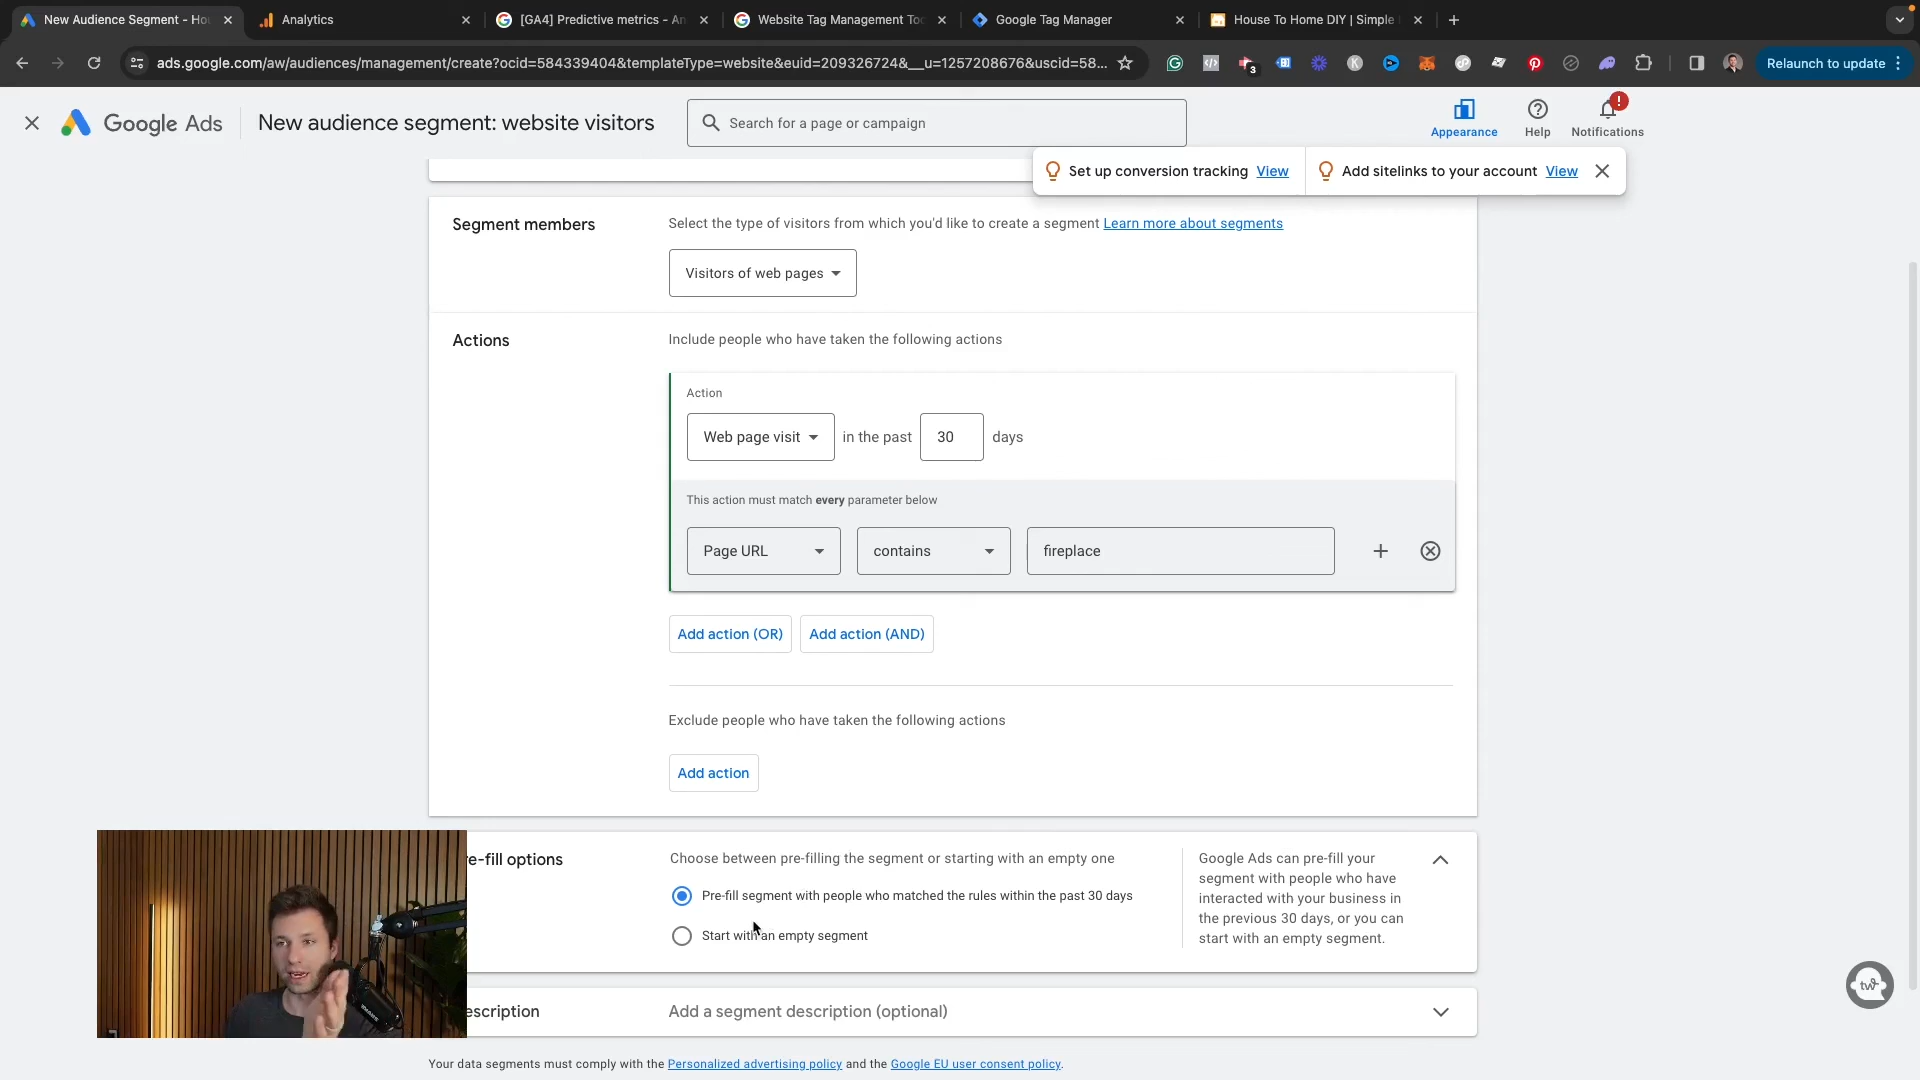 New Audience Segment - Hou
Analytics
[GA4] Predictive metrics - An
Website Tag Management Too
Google Tag Manager
House To Home DIY | Simple
ads.google.com/aw/audiences/management/create?ocid=584339404&templateType=website&euid=209326724&__u=1257208676&uscid=58...
3
Relaunch to update
Google Ads
New audience segment: website visitors
Search for a page or campaign
Appearance
Help
Notifications
Set up conversion tracking View
Add sitelinks to your account View
Segment members
Select the type of visitors from which you'd like to create a segment Learn more about segments
Visitors of web pages
Actions
Include people who have taken the following actions
Action
Web page visit in the past 30 days
This action must match every parameter below
Page URL
contains
fireplace
Add action (OR)
Add action (AND)
Exclude people who have taken the following actions
Add action
e-fill options
Choose between pre-filling the segment or starting with an empty one
Pre-fill segment with people who matched the rules within the past 30 days
Start with an empty segment
Google Ads can pre-fill your
segment with people who have
interacted with your business in
the previous 30 days, or you can
start with an empty segment.
escription
Add a segment description (optional)
Your data segments must comply with the Personalized advertising policy and the Google EU user consent policy.